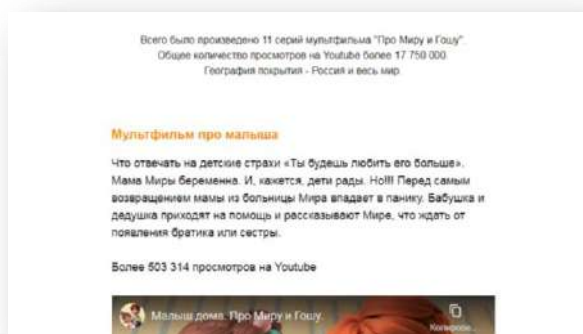 Всего было произведено 11 серий мультфильма "Про Миру и Гошу".
Общее количество просмотров на Youtube более 17 750 000.
География покрытия - Россия и весь мир.
Мультфильм про малыша
Что отвечать на детские страхи «Ты будешь любить его больше».
Мама Миры беременна. И, кажется, дети рады. Но!!! Перед самым
возвращением мамы из больницы Мира впадает в панику. Бабушка и
дедушка приходят на помощь и рассказывают Мире, что ждать от
появления братика или сестры.
Более 503 314 просмотров на Youtube
Малыш дома. Про Миру и Гошу.
Копирова...